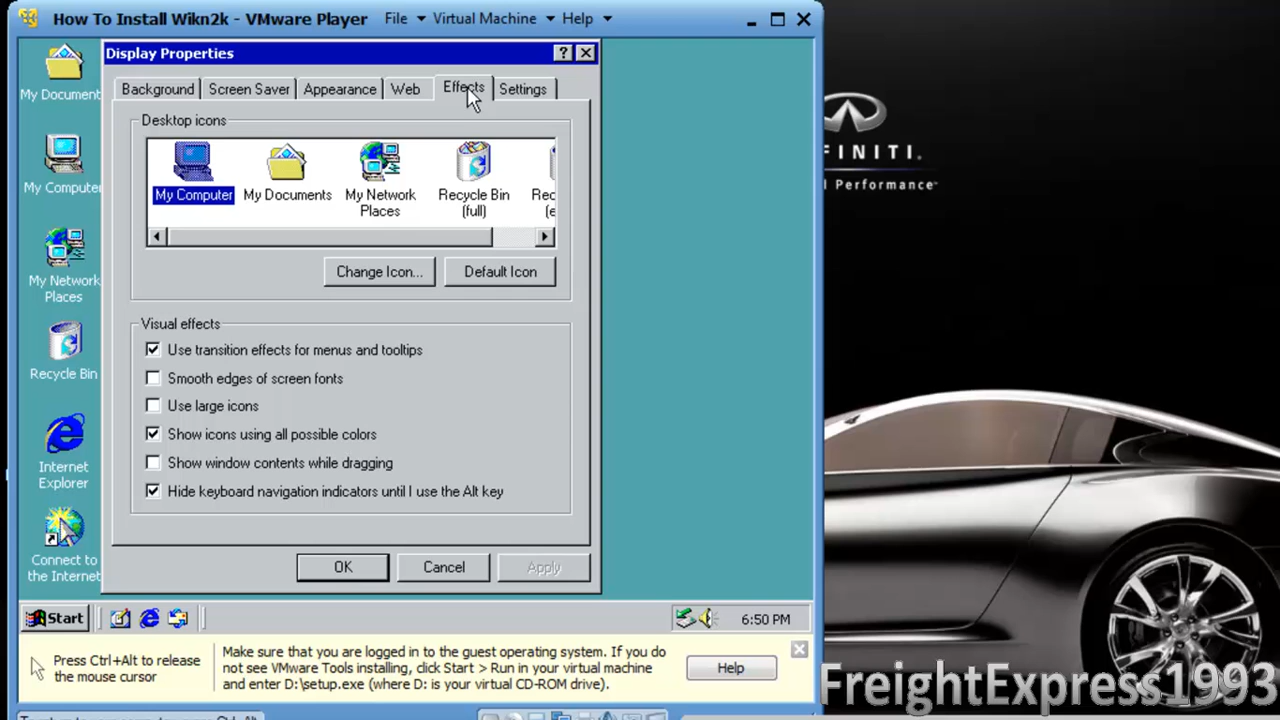 How To Install Wikn2k - VMware Player File Virtual Machine Help
Display Properties
Background Screen Saver Appearance Web Effects Settings
Desktop icons
My Computer
My Documents
My Network
Places
Recycle Bin
(full)
Rec
(e
Change Icon... Default Icon
Visual effects
Use transition effects for menus and tooltips
Smooth edges of screen fonts
Use large icons
Show icons using all possible colors
Show window contents while dragging
Hide keyboard navigation indicators until I use the Alt key
OK Cancel Apply
My Document
My Computer
My Network
Places
Recycle Bin
Internet
Explorer
Connect to
the Internet
Start 6:50 PM
Press Ctrl+Alt to release
the mouse cursor
Make sure that you are logged in to the guest operating system. If you do
not see VMware Tools installing, click Start > Run in your virtual machine
and enter D:\setup.exe (where D: is your virtual CD-ROM drive).
Help
FINITI.
l Performance™
FreightExpress1993